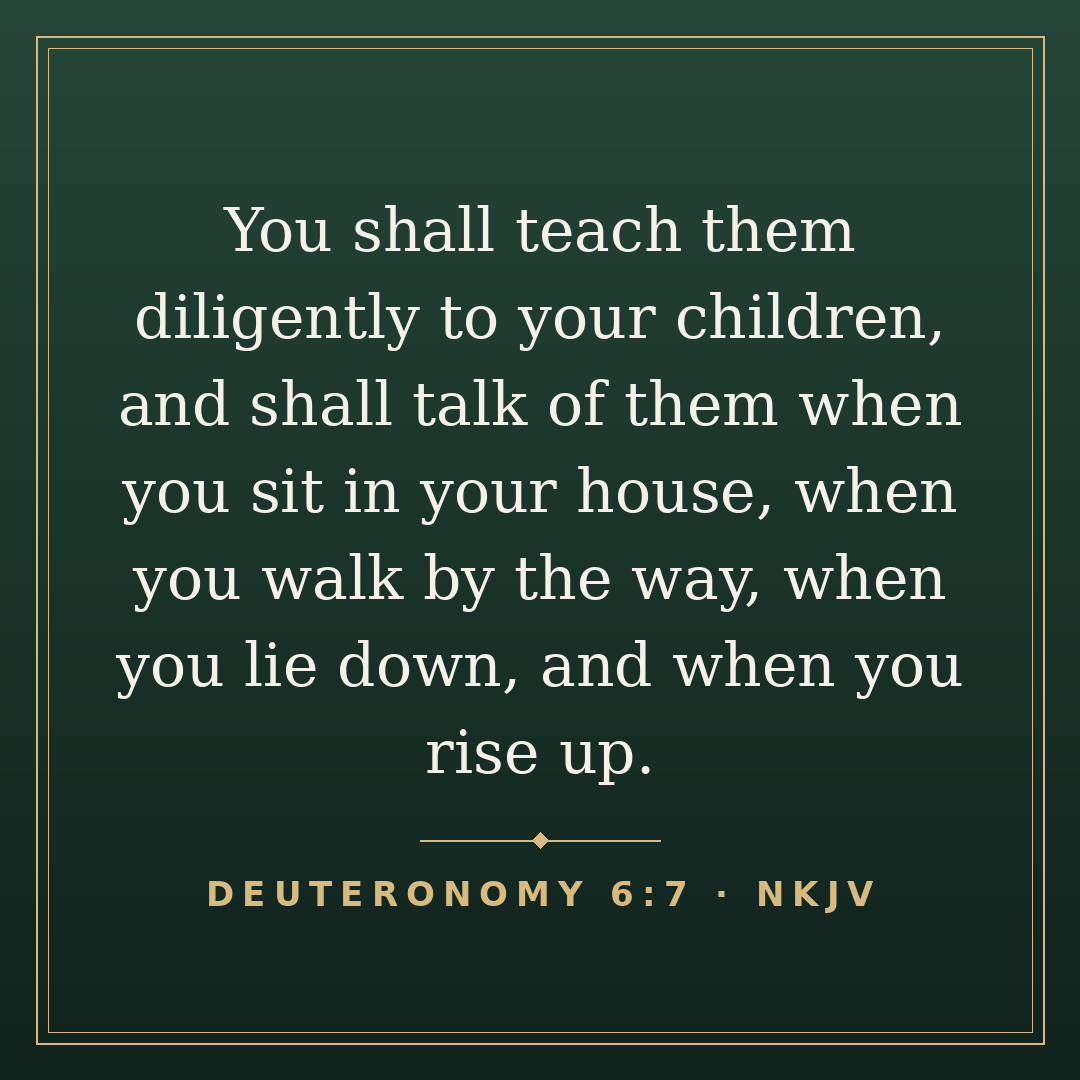 You shall teach them
diligently to your children,
and shall talk of them when
you sit in your house, when
you walk by the way, when
you lie down, and when you
rise up.
DEUTERONOMY 6:7 · NKJV